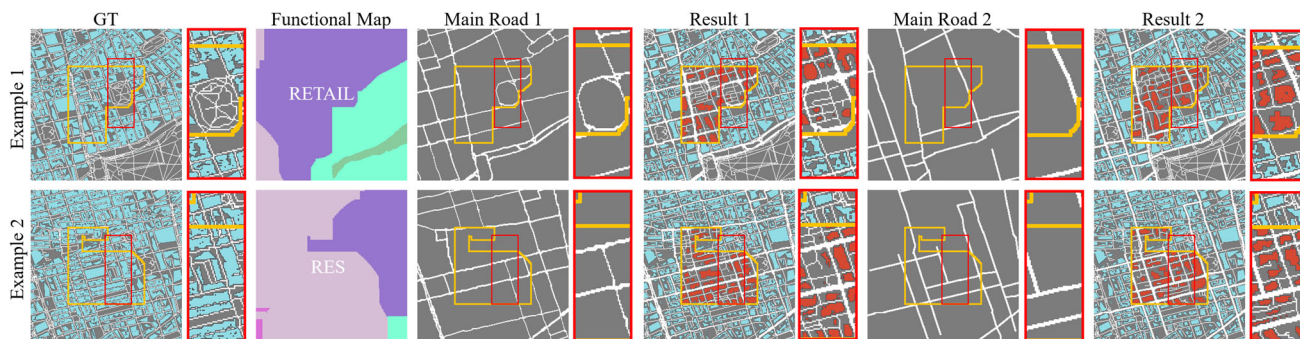 GT Functional Map Main Road 1 Result 1 Main Road 2 Result 2
Example 1
RETAIL
Example 2
RES